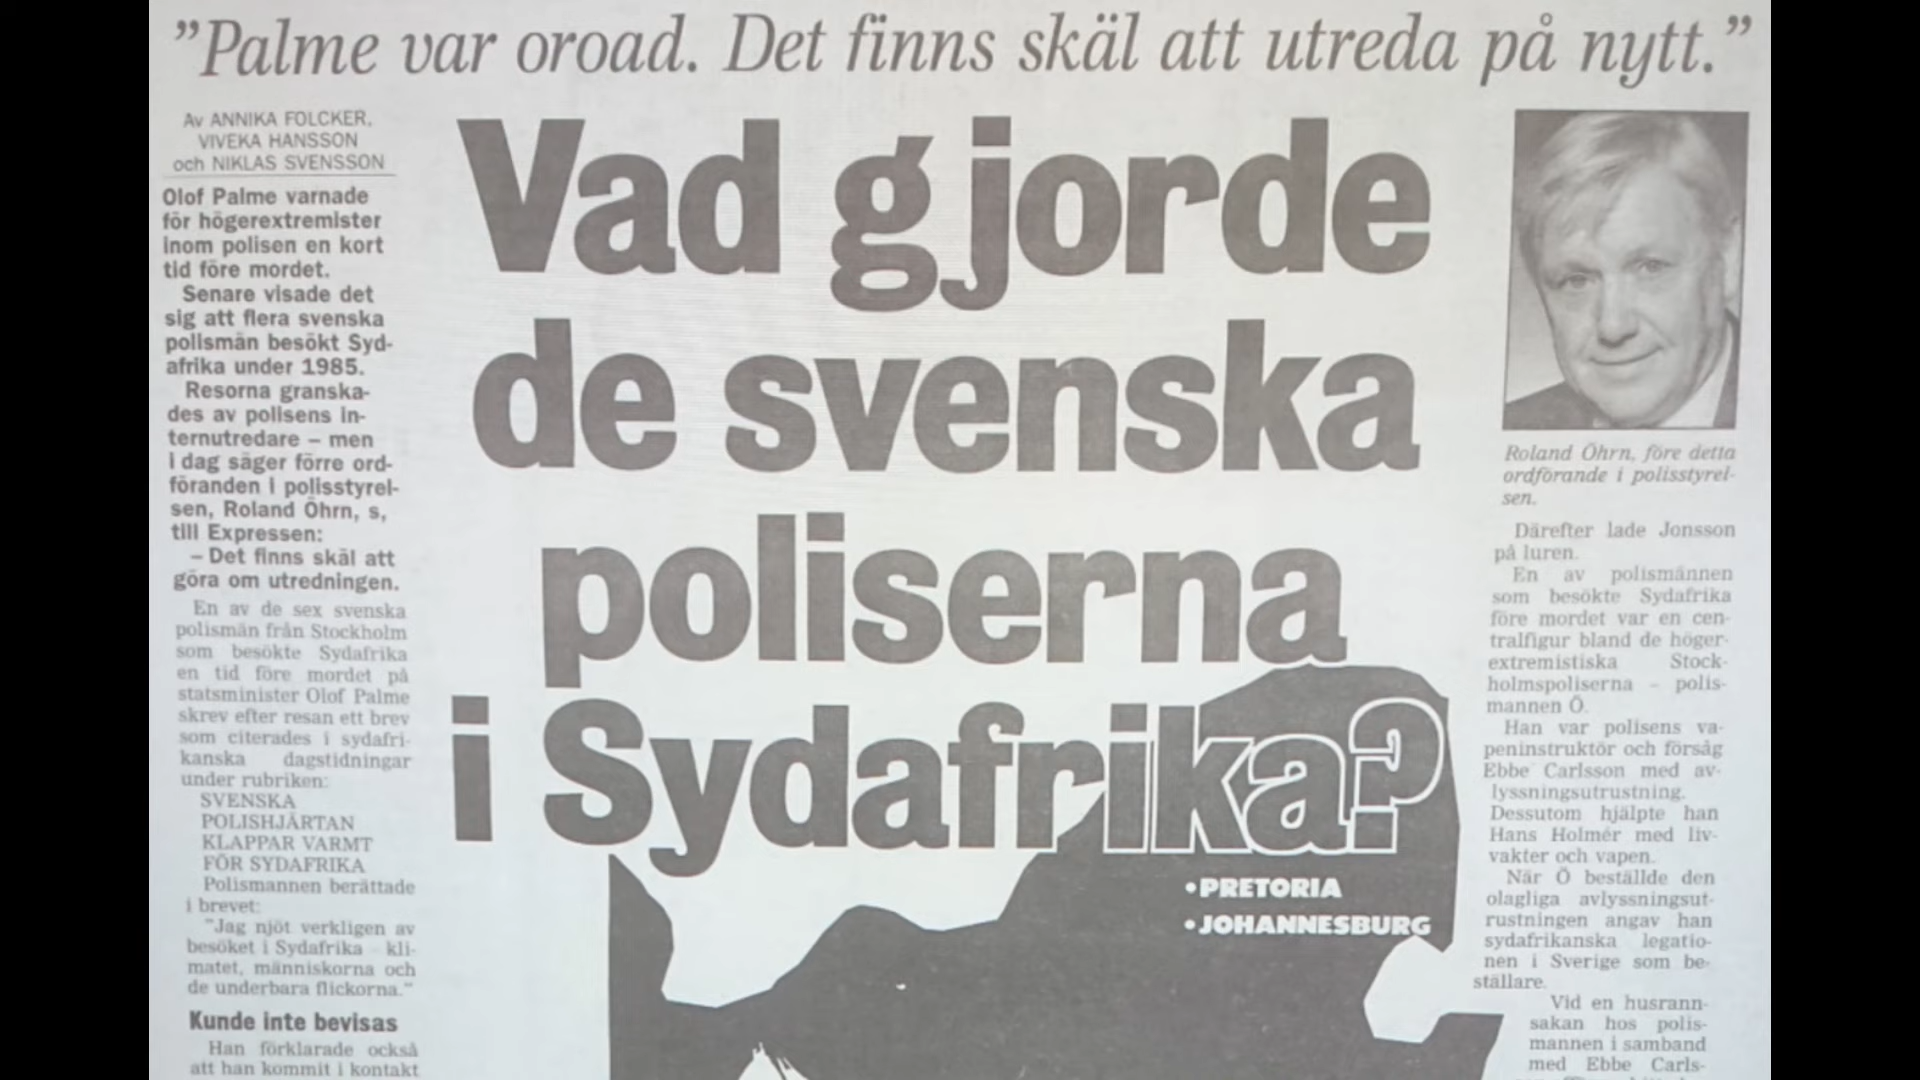 ”Palme var oroad. Det finns skäl att utreda på nytt.”
Av ANNIKA FOLCKER,
VIVEKA HANSSON
och NIKLAS SVENSSON
Olof Palme varnade
för högerextremister
inom polisen en kort
tid före mordet.
Senare visade det
sig att flera svenska
polismän besökt Syd-
afrika under 1985.
Resorna granska-
des av polisens in-
ternutredare – men
i dag säger förre ord-
föranden i polisstyrel-
sen, Roland Öhrn, s,
till Expressen:
– Det finns skäl att
göra om utredningen.
En av de sex svenska
polismän från Stockholm
som besökte Sydafrika
en tid före mordet på
statsminister Olof Palme
skrev efter resan ett brev
som citerades i sydafri-
kanska dagstidningar
under rubriken:
SVENSKA
POLISHJÄRTAN
KLAPPAR VARMT
FÖR SYDAFRIKA
Polismannen berättade
i brevet:
”Jag njöt verkligen av
besöket i Sydafrika – kli-
matet, människorna och
de underbara flickorna.”
Kunde inte bevisas
Han förklarade också
att han kommit i kontakt
Vad gjorde
de svenska
poliserna
i Sydafrika?
•PRETORIA
•JOHANNESBURG
Roland Öhrn, före detta
ordförande i polisstyrel-
sen.
Därefter lade Jonsson
på luren.
En av polismännen
som besökte Sydafrika
före mordet var en cen-
tralfigur bland de höger-
extremistiska Stock-
holmspoliserna – polis-
mannen Ö.
Han var polisens va-
peninstruktör och försåg
Ebbe Carlsson med av-
lyssningsutrustning.
Dessutom hjälpte han
Hans Holmér med liv-
vakter och vapen.
När Ö beställde den
olagliga avlyssningsut-
rustningen angav han
sydafrikanska legatio-
nen i Sverige som be-
ställare.
Vid en husrann-
sakan hos polis-
mannen i samband
med Ebbe Carls-